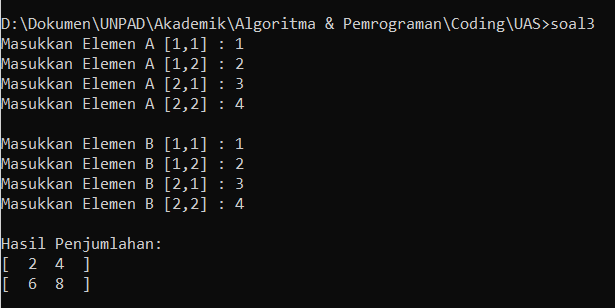 D:\Dokumen\UNPAD\Akademik\Algoritma & Pemrograman\Coding\UAS>soal3
Masukkan Elemen A [1,1] : 1
Masukkan Elemen A [1,2] : 2
Masukkan Elemen A [2,1] : 3
Masukkan Elemen A [2,2] : 4
Masukkan Elemen B [1,1] : 1
Masukkan Elemen B [1,2] : 2
Masukkan Elemen B [2,1] : 3
Masukkan Elemen B [2,2] : 4
Hasil Penjumlahan:
[  2  4  ]
[  6  8  ]